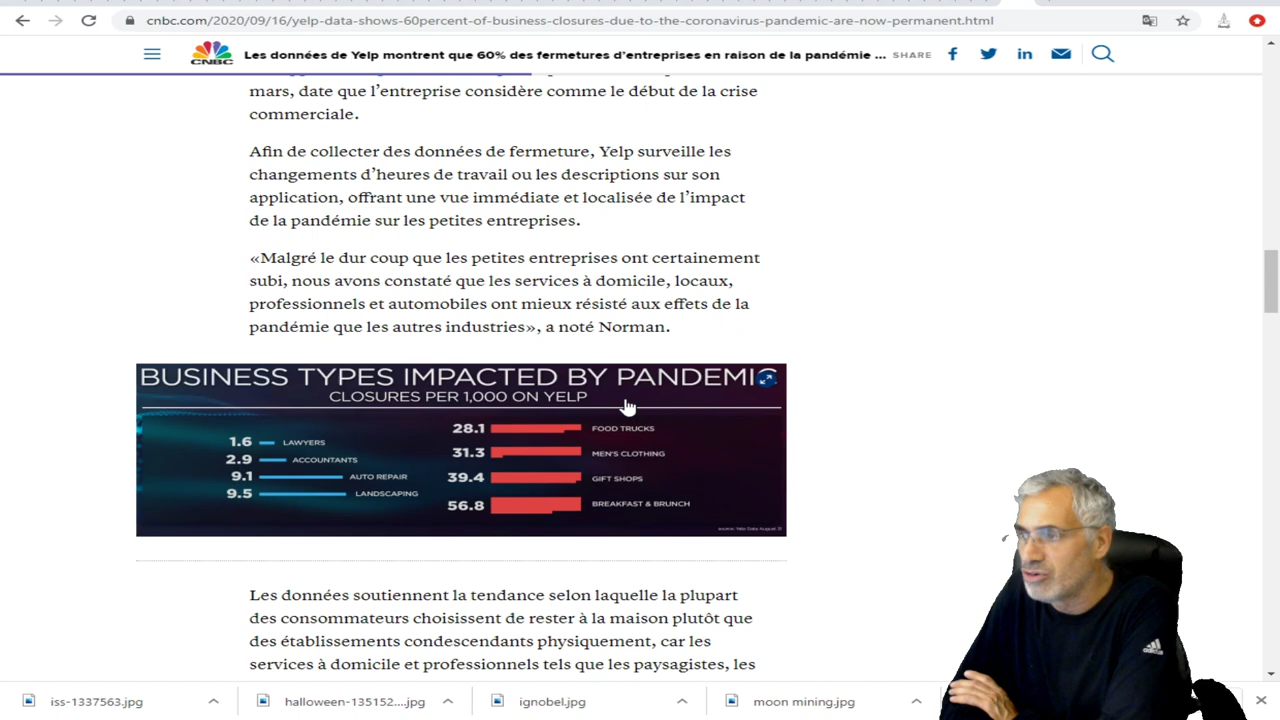 cnbc.com/2020/09/16/yelp-data-shows-60percent-of-business-closures-due-to-the-coronavirus-pandemic-are-now-permanent.html
CNBC
Les données de Yelp montrent que 60% des fermetures d'entreprises en raison de la pandémie ...
SHARE
mars, date que l'entreprise considère comme le début de la crise
commerciale.
Afin de collecter des données de fermeture, Yelp surveille les
changements d'heures de travail ou les descriptions sur son
application, offrant une vue immédiate et localisée de l'impact
de la pandémie sur les petites entreprises.
«Malgré le dur coup que les petites entreprises ont certainement
subi, nous avons constaté que les services à domicile, locaux,
professionnels et automobiles ont mieux résisté aux effets de la
pandémie que les autres industries», a noté Norman.
BUSINESS TYPES IMPACTED BY PANDEMIC
CLOSURES PER 1,000 ON YELP
1.6 LAWYERS
2.9 ACCOUNTANTS
9.1 AUTO REPAIR
9.5 LANDSCAPING
28.1 FOOD TRUCKS
31.3 MEN'S CLOTHING
39.4 GIFT SHOPS
56.8 BREAKFAST & BRUNCH
source: Yelp Data August 31
Les données soutiennent la tendance selon laquelle la plupart
des consommateurs choisissent de rester à la maison plutôt que
des établissements condescendants physiquement, car les
services à domicile et professionnels tels que les paysagistes, les
adidas
iss-1337563.jpg
halloween-135152....jpg
ignobel.jpg
moon mining.jpg